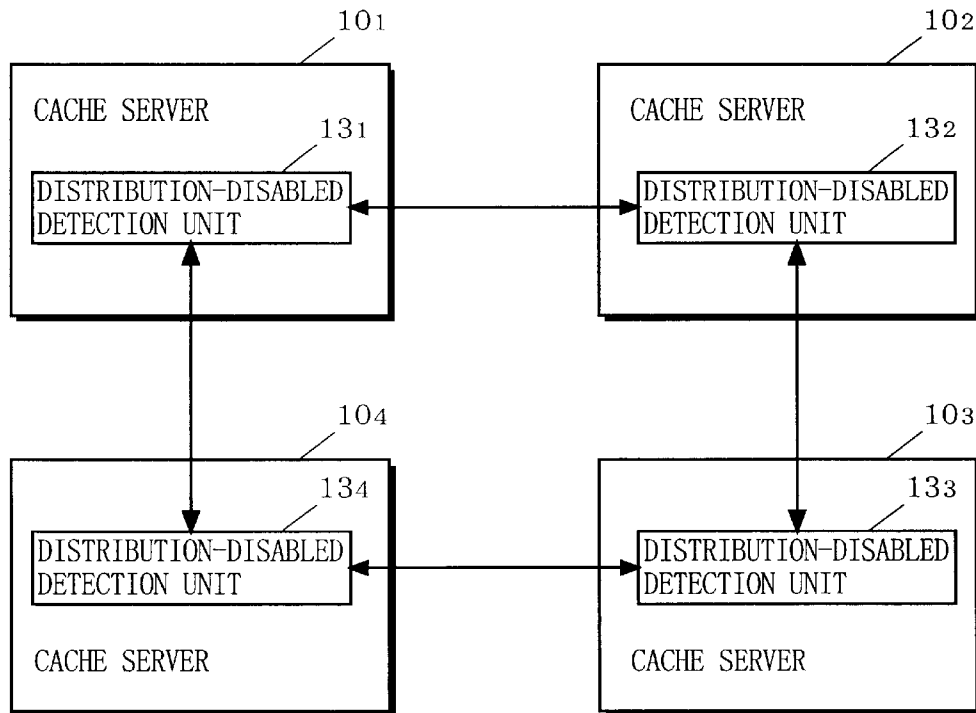 10₁
CACHE SERVER
13₁
DISTRIBUTION-DISABLED
DETECTION UNIT
10₂
CACHE SERVER
13₂
DISTRIBUTION-DISABLED
DETECTION UNIT
10₄
13₄
DISTRIBUTION-DISABLED
DETECTION UNIT
CACHE SERVER
10₃
13₃
DISTRIBUTION-DISABLED
DETECTION UNIT
CACHE SERVER